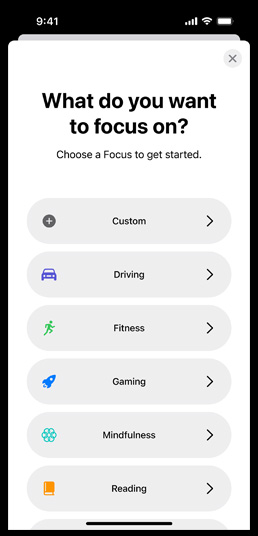 9:41
What do you want
to focus on?
Choose a Focus to get started.
Custom
Driving
Fitness
Gaming
Mindfulness
Reading